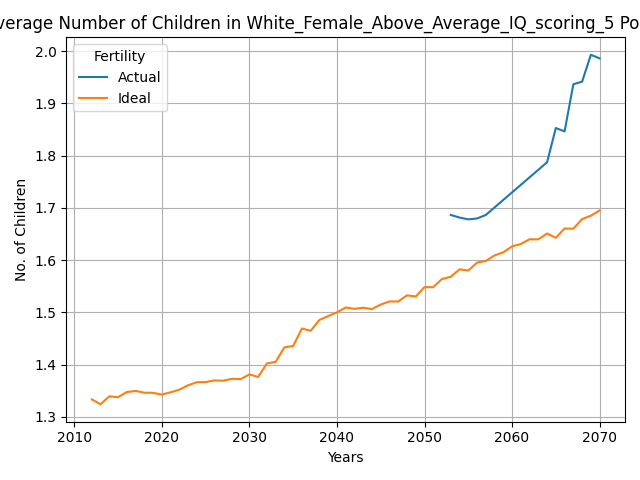 verage Number of Children in White_Female_Above_Average_IQ_scoring_5 Po
Fertility
Actual
Ideal
No. of Children
2.0
1.9
1.8
1.7
1.6
1.5
1.4
1.3
2010 2020 2030 2040 2050 2060 2070
Years